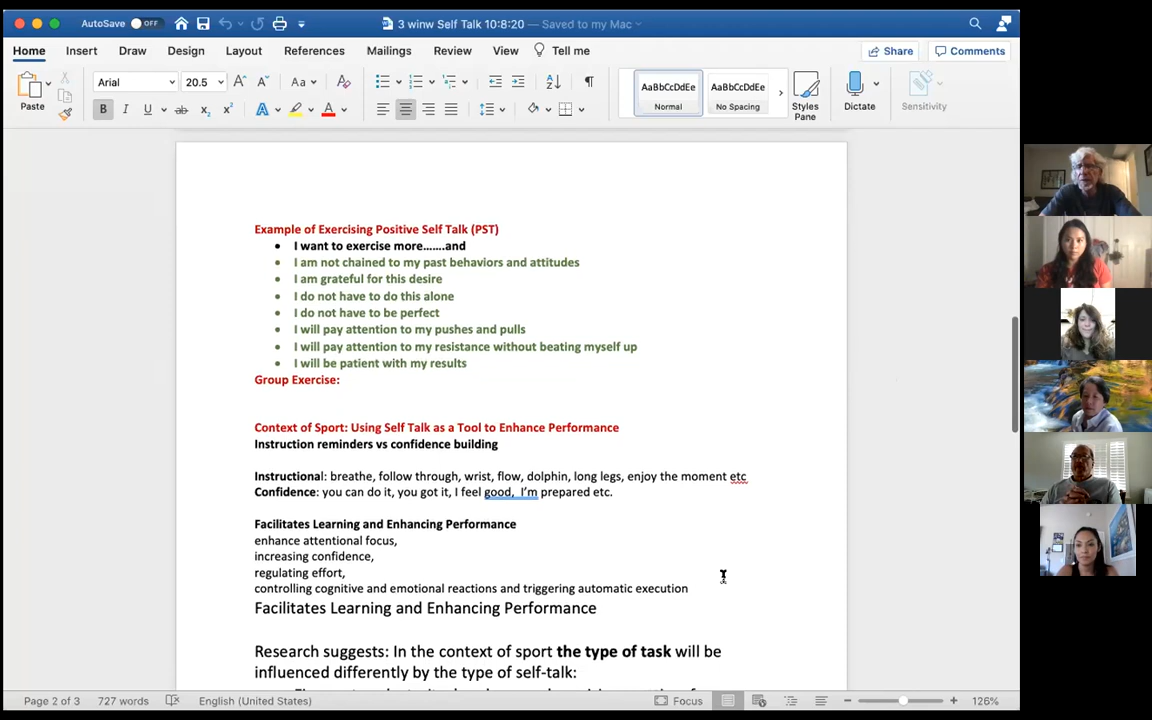 AutoSave OFF 3 winw Self Talk 10:8:20 — Saved to my Mac
Home Insert Draw Design Layout References Mailings Review View Tell me Share Comments
Paste Arial 20.5 A A Aa A AaBbCcDdEe AaBbCcDdEe
B I U ab x₂ x² A A Normal No Spacing Styles Pane Dictate Sensitivity
Example of Exercising Positive Self Talk (PST)
• I want to exercise more…….and
• I am not chained to my past behaviors and attitudes
• I am grateful for this desire
• I do not have to do this alone
• I do not have to be perfect
• I will pay attention to my pushes and pulls
• I will pay attention to my resistance without beating myself up
• I will be patient with my results
Group Exercise:
Context of Sport: Using Self Talk as a Tool to Enhance Performance
Instruction reminders vs confidence building
Instructional: breathe, follow through, wrist, flow, dolphin, long legs, enjoy the moment etc
Confidence: you can do it, you got it, I feel good, I'm prepared etc.
Facilitates Learning and Enhancing Performance
enhance attentional focus,
increasing confidence,
regulating effort,
controlling cognitive and emotional reactions and triggering automatic execution
Facilitates Learning and Enhancing Performance
Research suggests: In the context of sport the type of task will be
influenced differently by the type of self-talk:
Page 2 of 3 727 words English (United States) Focus 126%